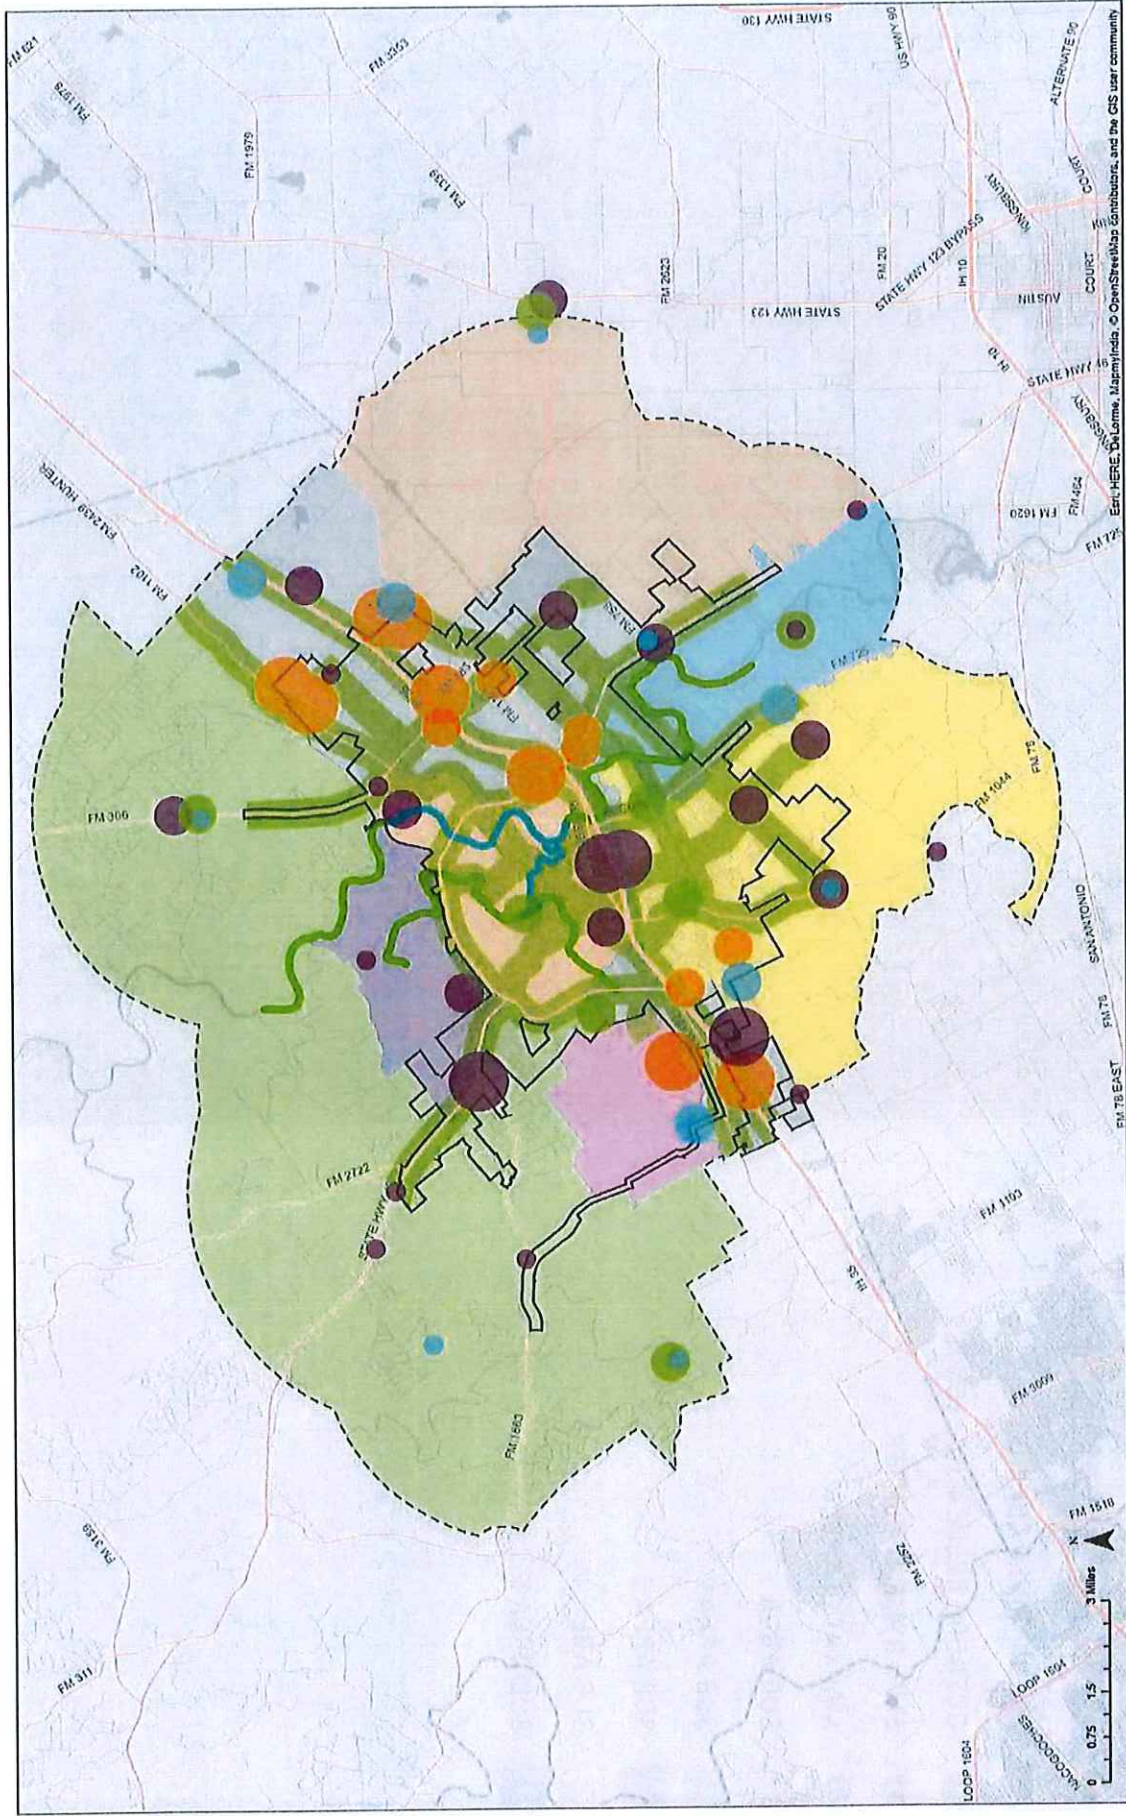 FM 621
FM 1978
FM 3353
STATE HWY 130
US HWY 90
ALTERNATE 90
FM 1979
FM 1339
KINGSBURY
COURT
STATE HWY 123 BYPASS
FM 20
FM 2623
IH 10
STATE HWY 123
AUSTIN
COURT
IH 10
STATE HWY 46
FM 2439 HUNTER
FM 464
FM 1620
FM 725
FM 1102
FM 758
FM 725
FM 306
FM 1044
FM 78
SAN ANTONIO
FM 78
FM 78 EAST
FM 2722
STATE HWY
FM 1103
IH 35
FM 1863
FM 3009
FM 3159
FM 2252
FM 1518
FM 311
LOOP 1604
LOOP 1604
NACOGDOCHES
N
0 0.75 1.5 3 Miles
Esri, HERE, DeLorme, MapmyIndia, © OpenStreetMap contributors, and the GIS user community